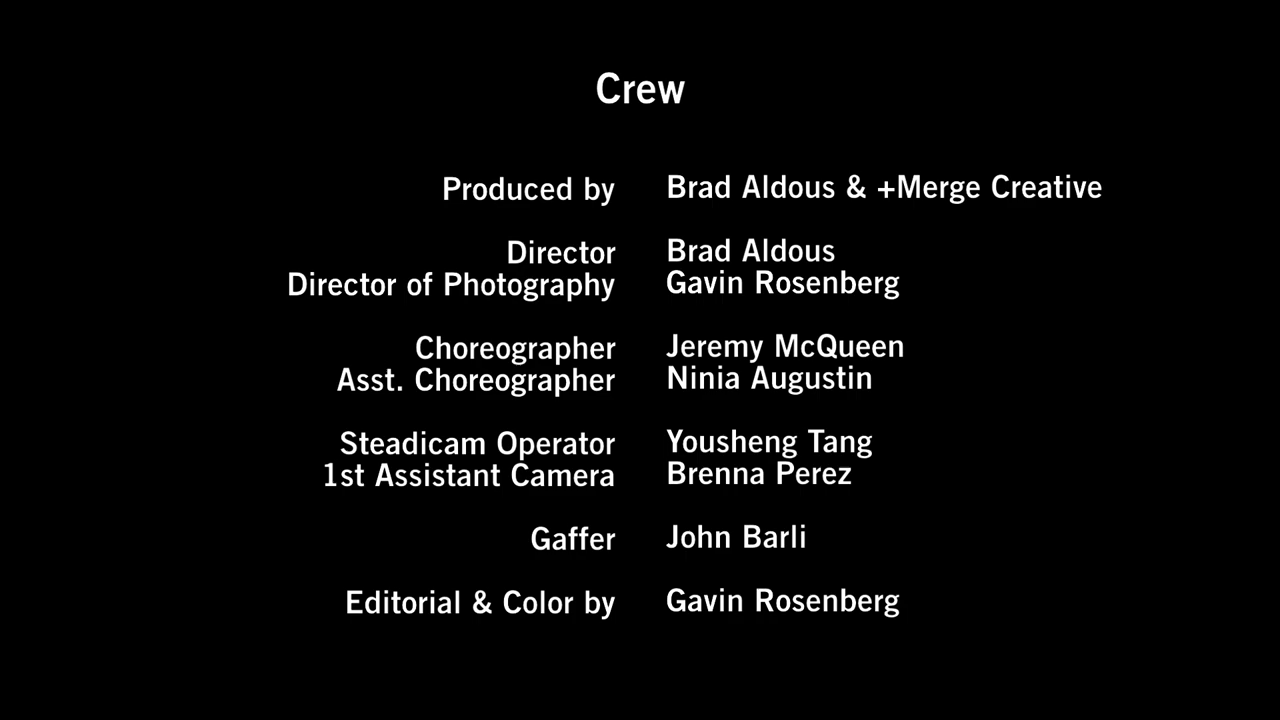 Crew
Produced by Brad Aldous & +Merge Creative
Director Brad Aldous
Director of Photography Gavin Rosenberg
Choreographer Jeremy McQueen
Asst. Choreographer Ninia Augustin
Steadicam Operator Yousheng Tang
1st Assistant Camera Brenna Perez
Gaffer John Barli
Editorial & Color by Gavin Rosenberg